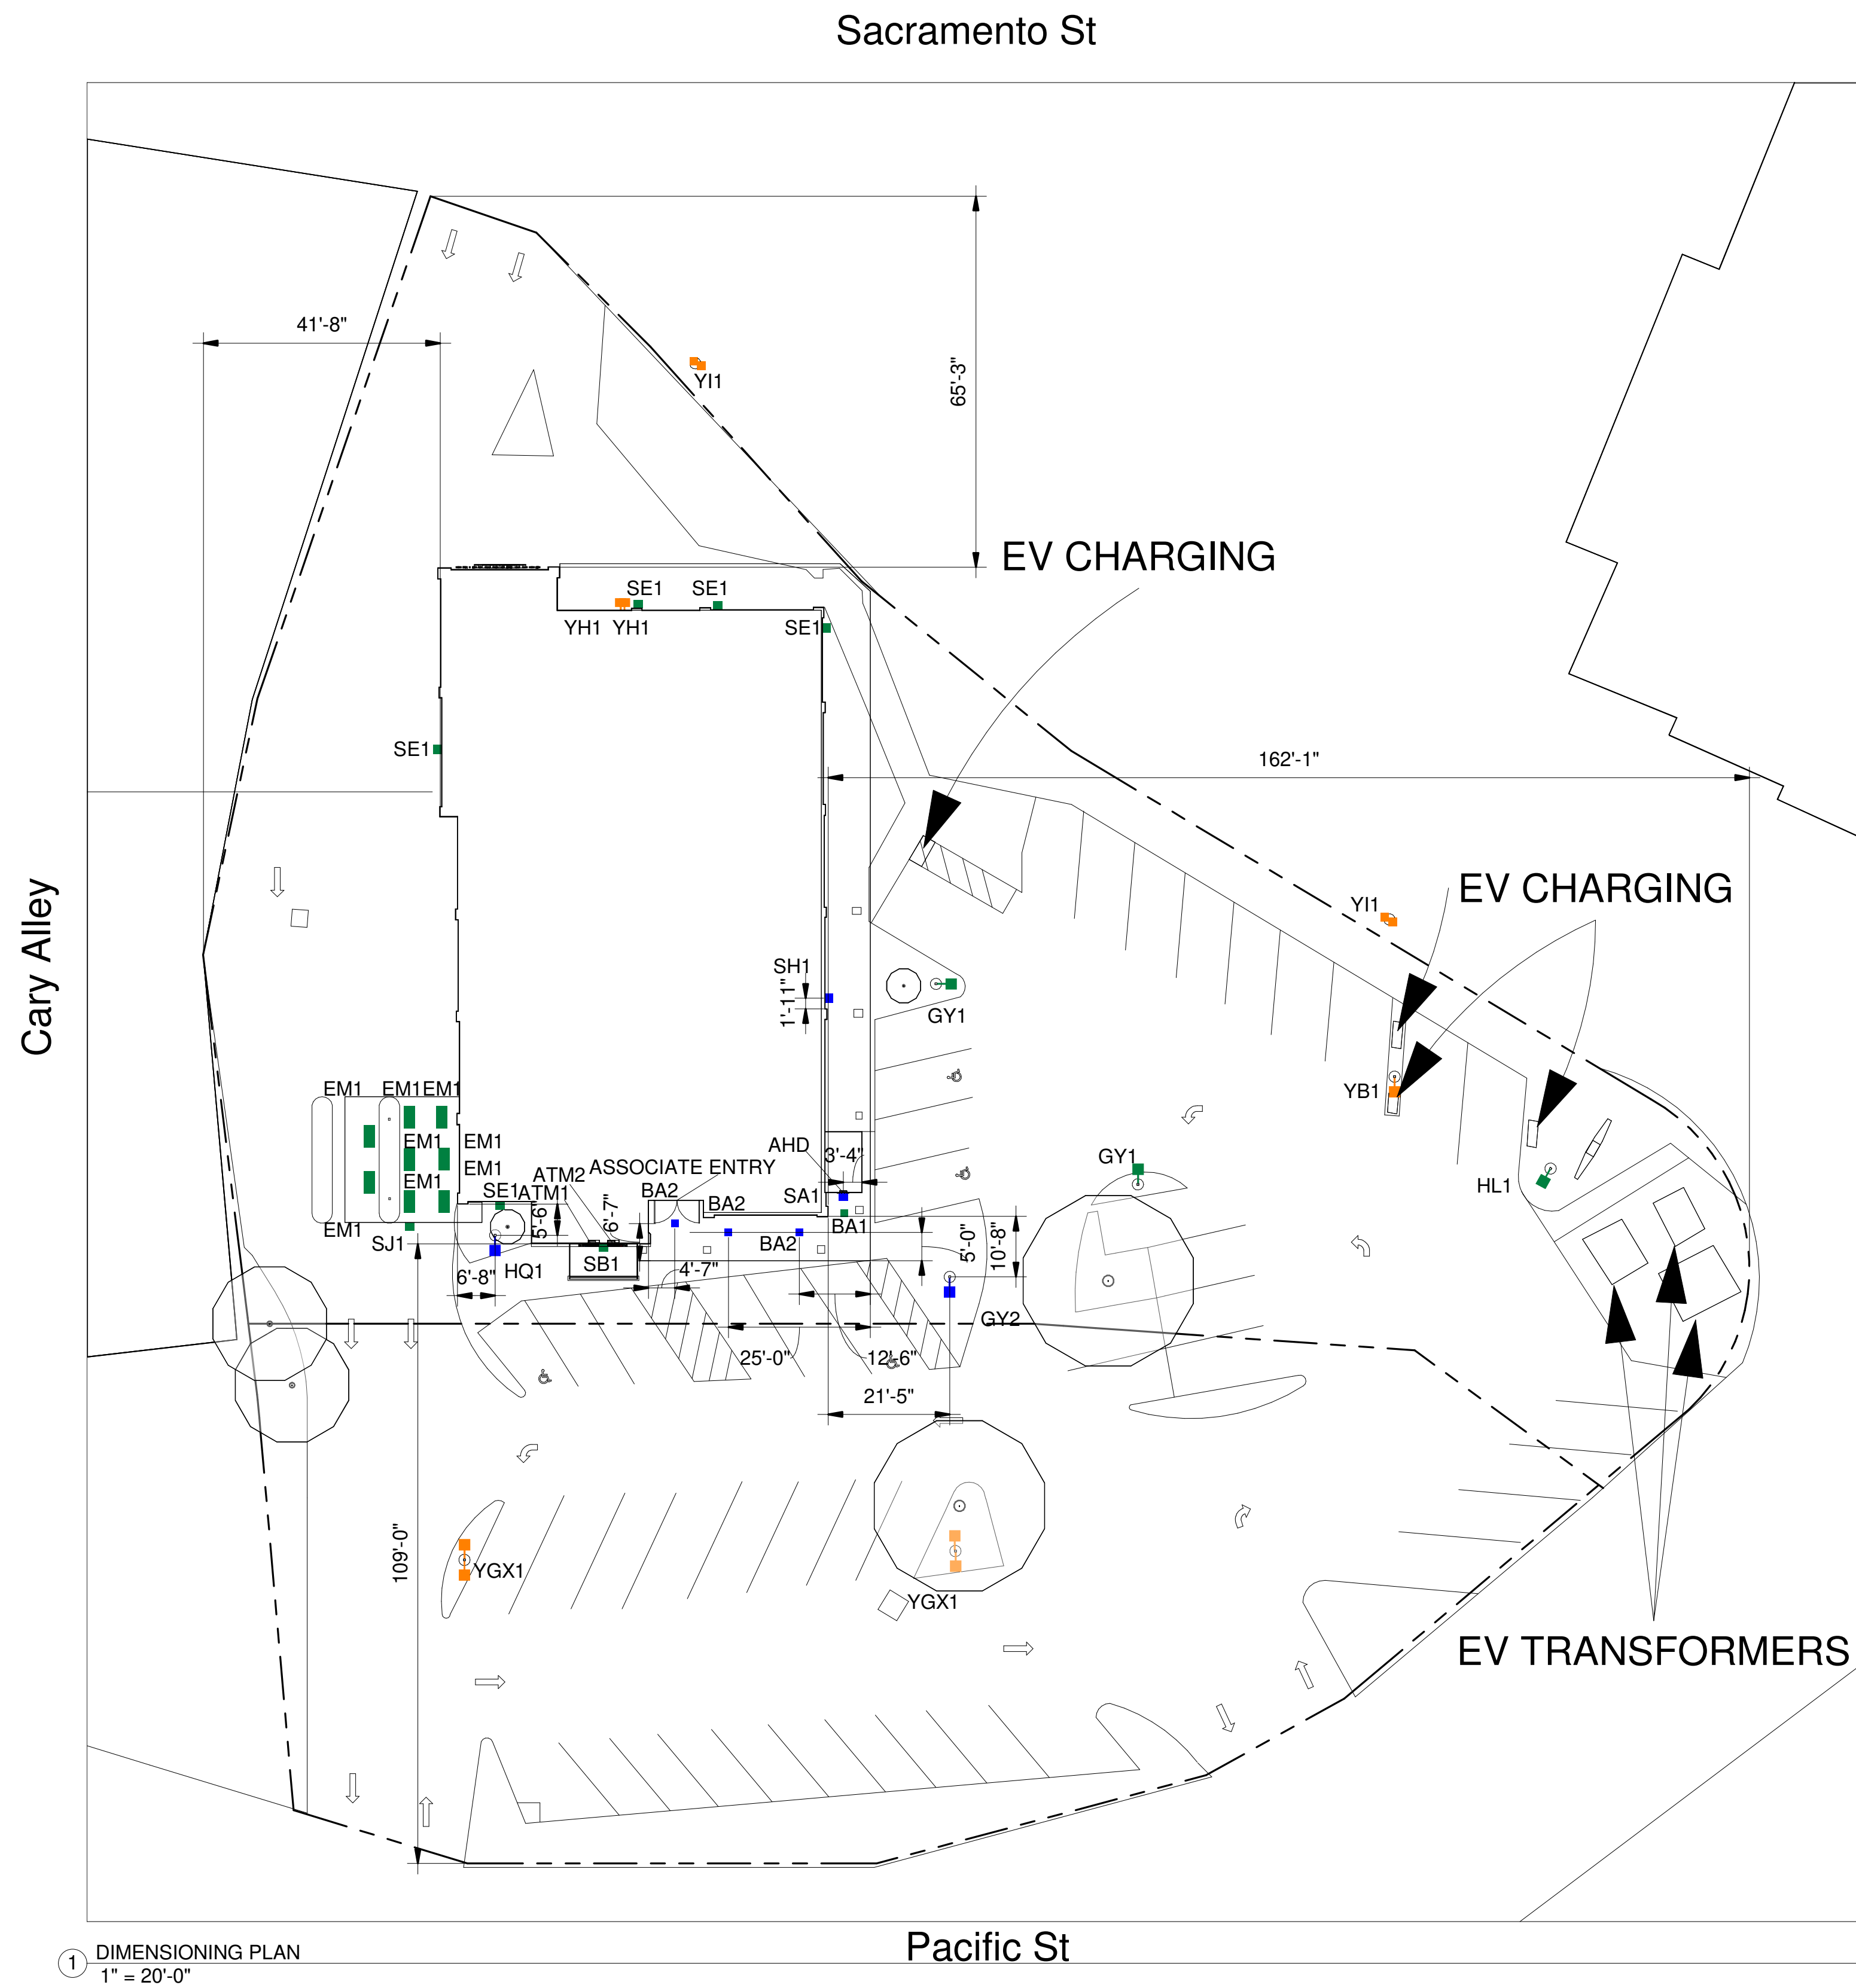 Sacramento St
41'-8"
YI1
65'-3"
EV CHARGING
SE1
SE1
YH1
YH1
SE1
SE1
162'-1"
EV CHARGING
YI1
Cary Alley
SH1
1'-11"
GY1
YB1
EM1
EM1
EM1
EM1
EM1
EM1
EM1
EM1
SJ1
SE1
ATM1
ATM2
ASSOCIATE ENTRY
AHD
3'-4"
SA1
BA1
BA2
BA2
BA2
5'-6"
6'-7"
SB1
HQ1
6'-8"
4'-7"
5'-0"
10'-8"
GY1
HL1
GY2
25'-0"
12'-6"
21'-5"
109'-0"
YGX1
YGX1
EV TRANSFORMERS
1
DIMENSIONING PLAN
1" = 20'-0"
Pacific St